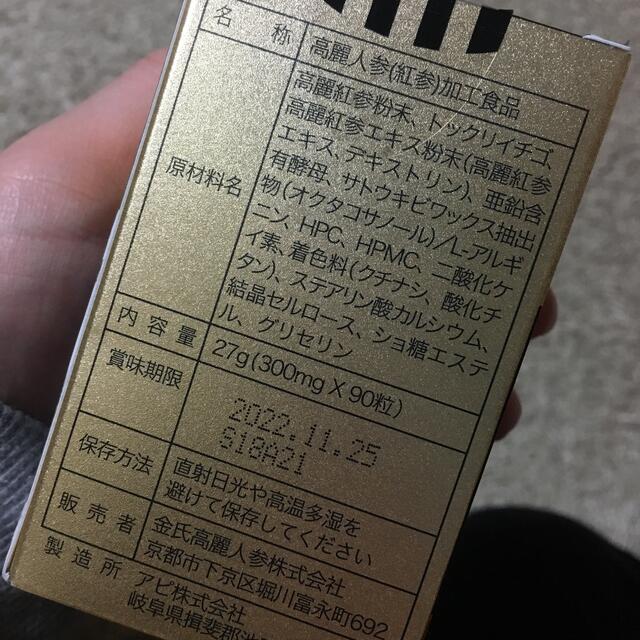 名称 高麗人参(紅参)加工食品
原材料名 高麗紅参粉末、トックリイチゴ
高麗紅参エキス粉末(高麗紅参
エキス、デキストリン)、亜鉛含
有酵母、サトウキビワックス抽出
物(オクタコサノール)/L-アルギ
ニン、HPC、HPMC、二酸化ケ
イ素、着色料(クチナシ、酸化チ
タン)、ステアリン酸カルシウム、
結晶セルロース、ショ糖エステ
ル、グリセリン
内容量 27g(300mg X 90粒)
賞味期限 2022.11.25
S18A21
保存方法 直射日光や高温多湿を
避けて保存してください
販売者 金氏高麗人参株式会社
京都市下京区堀川富永町692
製造所 アピ株式会社
岐阜県揖斐郡池